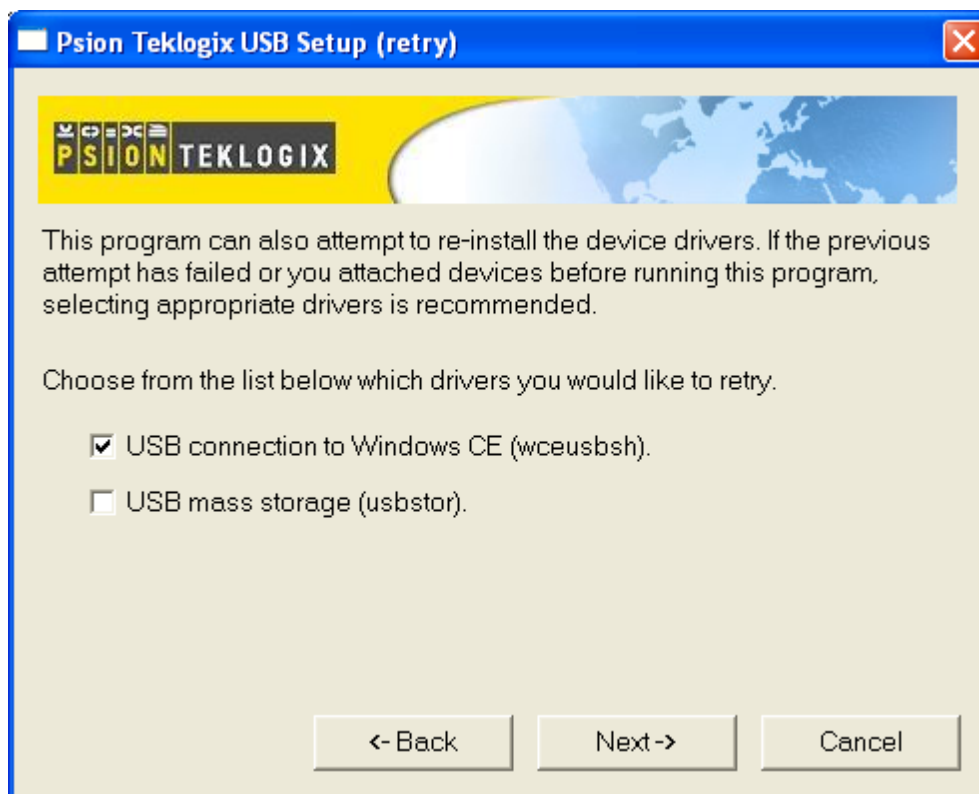 Psion Teklogix USB Setup (retry)
PSION TEKLOGIX
This program can also attempt to re-install the device drivers. If the previous
attempt has failed or you attached devices before running this program,
selecting appropriate drivers is recommended.
Choose from the list below which drivers you would like to retry.
USB connection to Windows CE (wceusbsh).
USB mass storage (usbstor).
<- Back
Next ->
Cancel